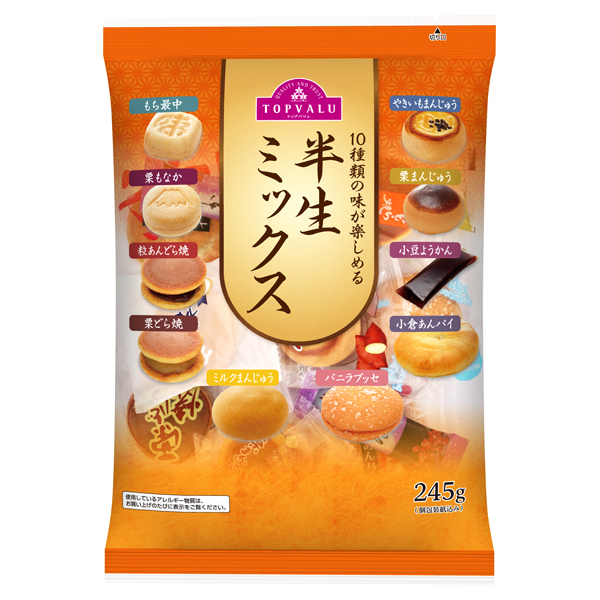 切り口
QUALITY AND TRUST
TOPVALU
トップバリュ
10種類の味が楽しめる
半生
ミックス
もち最中
栗もなか
粒あんどら焼
栗どら焼
ミルクまんじゅう
バニラブッセ
やきいもまんじゅう
栗まんじゅう
小豆ようかん
小倉あんパイ
使用しているアレルギー物質は、
お買い上げのたびに表示をご覧ください。
245g
(個包装紙込み)